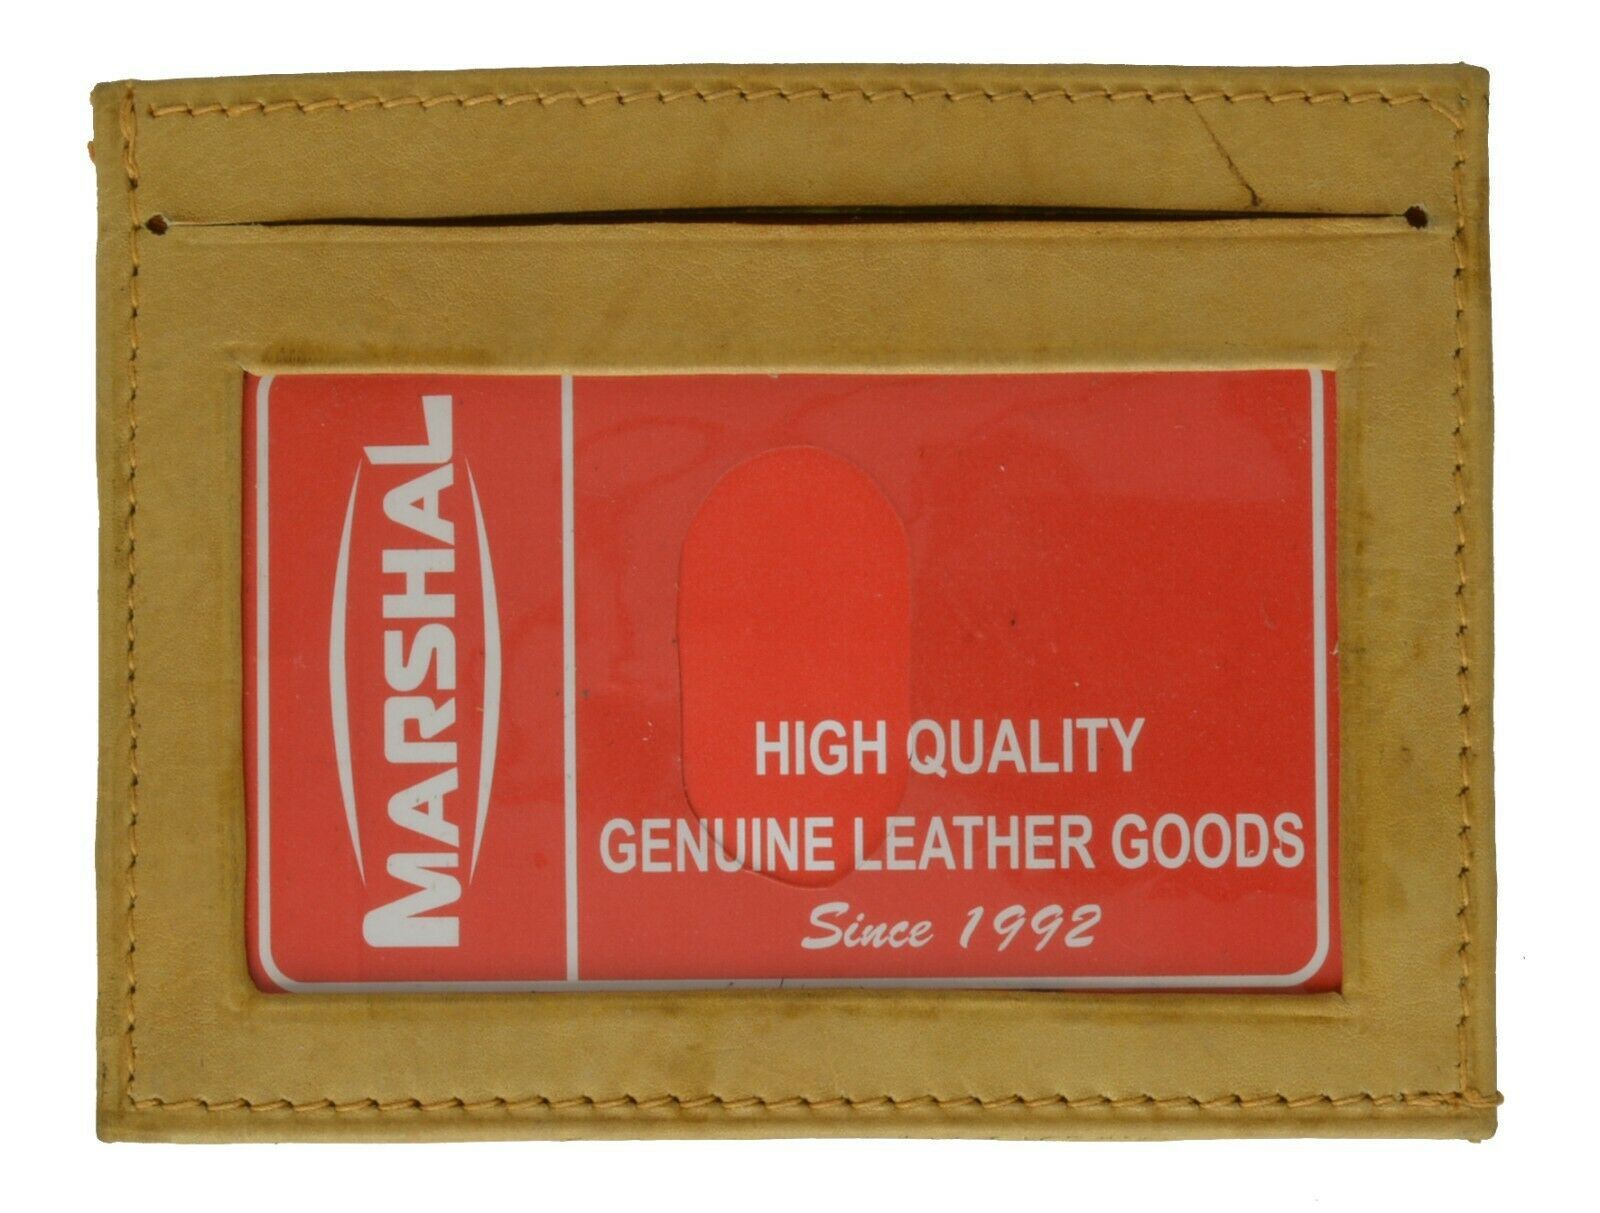 MARSHAL
HIGH QUALITY
GENUINE LEATHER GOODS
Since 1992